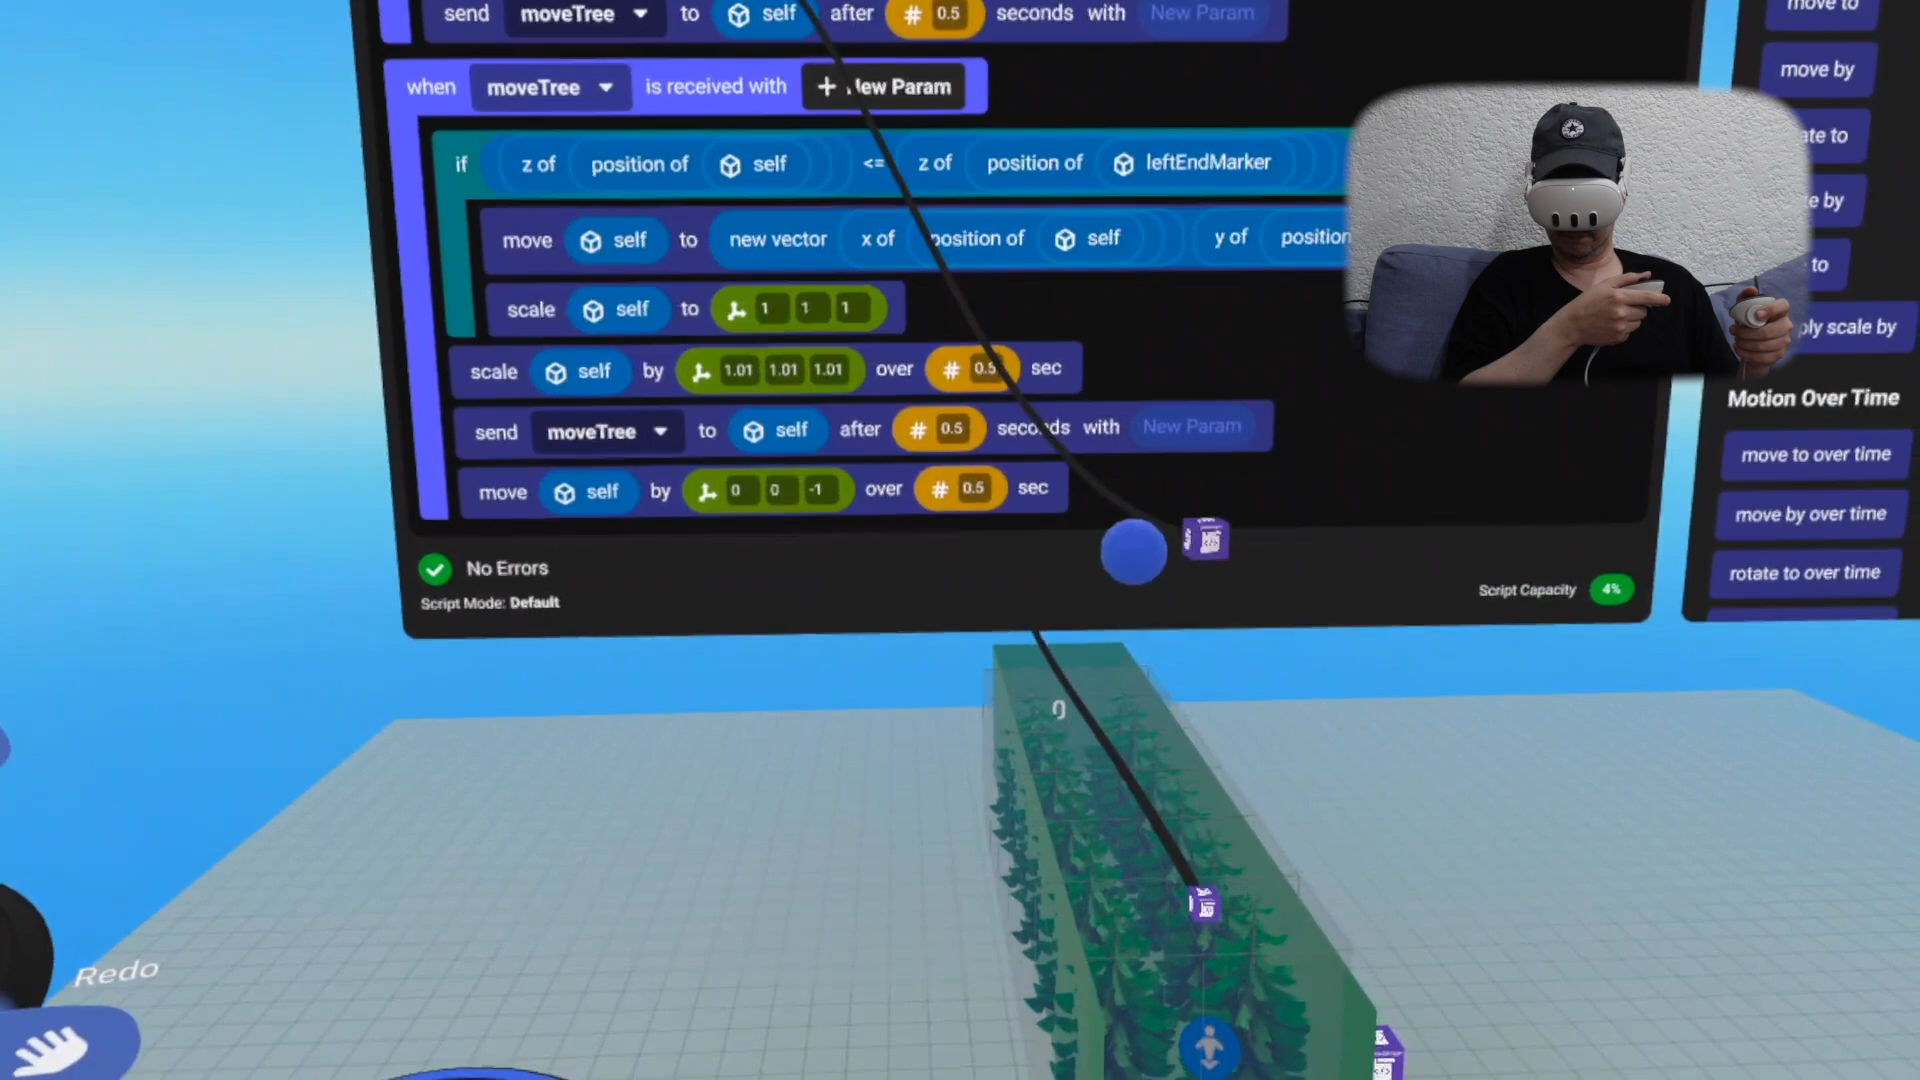 send moveTree to self after # 0.5 seconds with New Param
when moveTree is received with + New Param
if z of position of self <= z of position of leftEndMarker
move self to new vector x of position of self y of position
scale self to 1 1 1
scale self by 1.01 1.01 1.01 over # 0.5 sec
send moveTree to self after # 0.5 seconds with New Param
move self by 0 0 -1 over # 0.5 sec
No Errors
Script Mode: Default
Script Capacity 4%
move to
move by
ate to
e by
to
ply scale by
Motion Over Time
move to over time
move by over time
rotate to over time
0
Redo